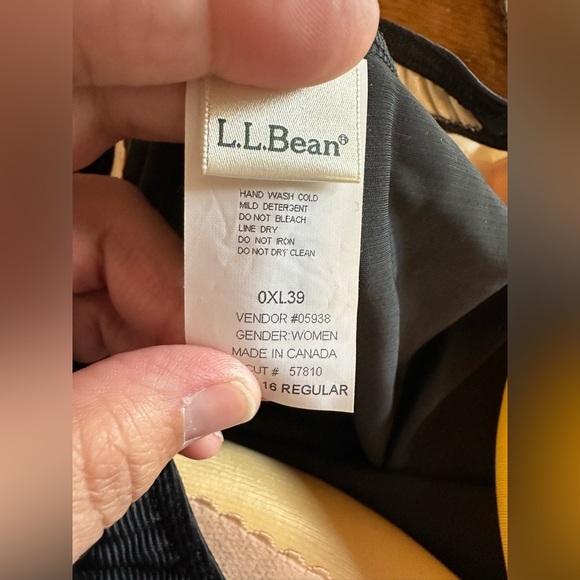 L.L.Bean®
HAND WASH COLD
MILD DETERGENT
DO NOT BLEACH
LINE DRY
DO NOT IRON
DO NOT DRY CLEAN
0XL39
VENDOR #05938
GENDER:WOMEN
MADE IN CANADA
CUT # 57810
16 REGULAR